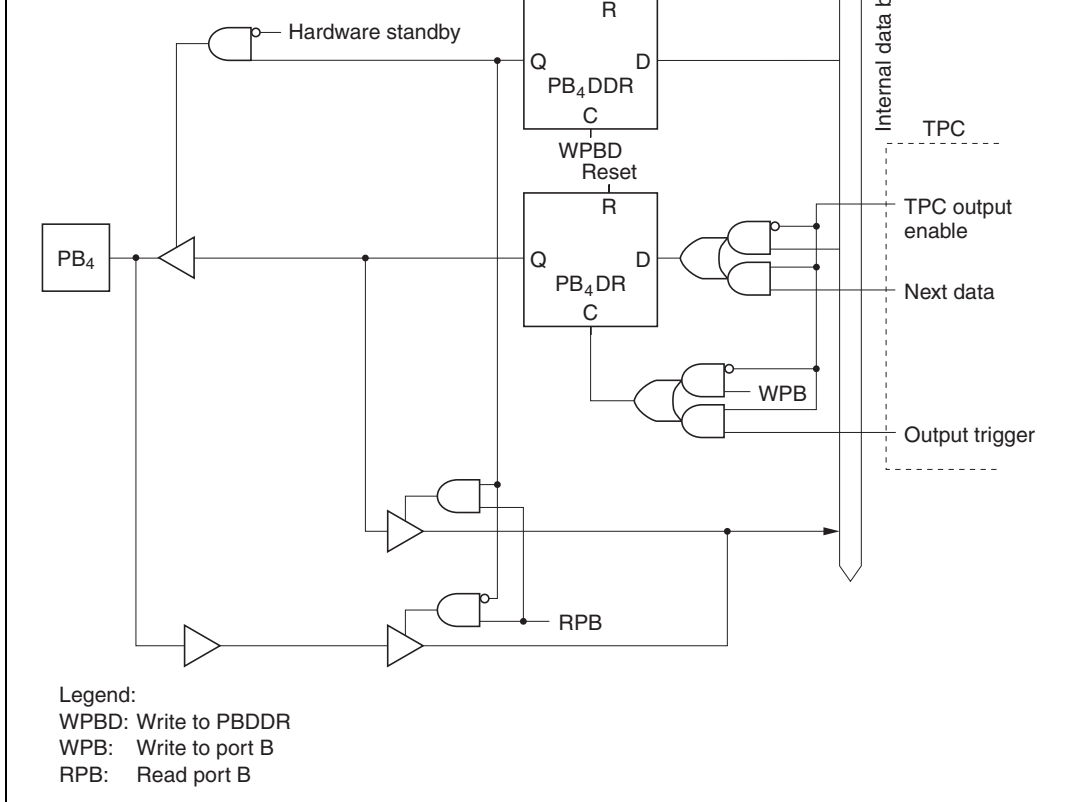 R
Hardware standby
Internal data b
Q
D
PB₄DDR
C
TPC
WPBD
Reset
R
TPC output
enable
PB₄
Q
D
PB₄DR
C
Next data
WPB
Output trigger
RPB
Legend:
WPBD: Write to PBDDR
WPB: Write to port B
RPB: Read port B